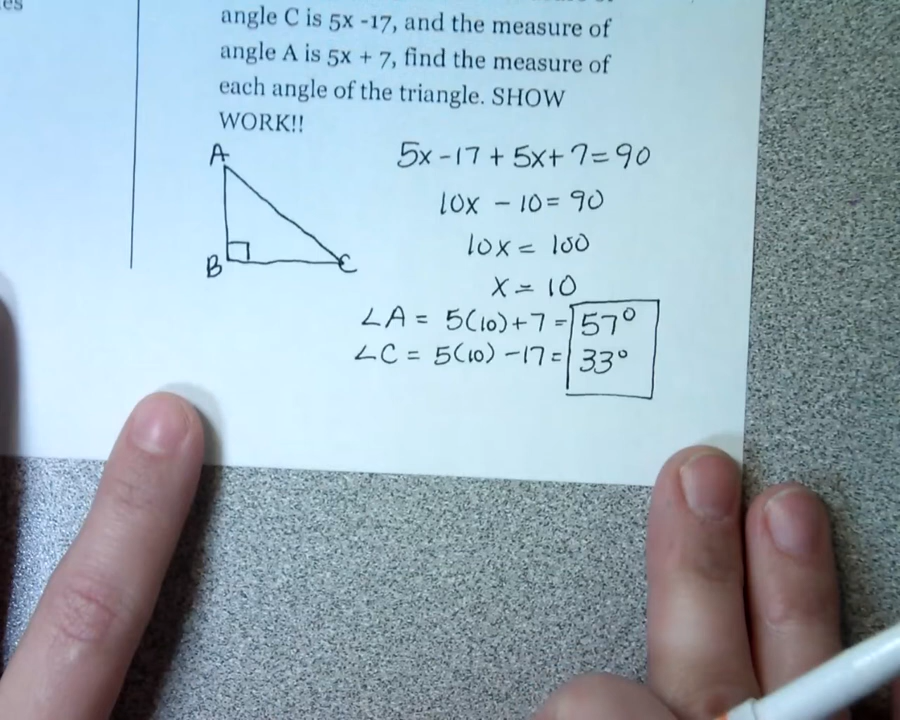 es
angle C is 5x -17, and the measure of
angle A is 5x + 7, find the measure of
each angle of the triangle. SHOW
WORK!!
A
B
C
5x-17 + 5x+7=90
10x - 10=90
10x = 100
x = 10
∠A = 5(10)+7 = 57°
∠C = 5(10) -17= 33°